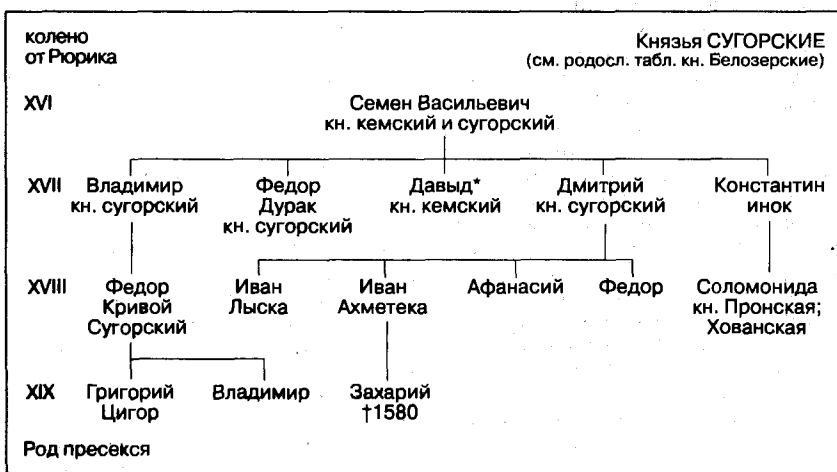 колено
от Рюрика
Князья СУГОРСКИЕ
(см. родосл. табл. кн. Белозерские)
XVI
Семен Васильевич
кн. кемский и сугорский
XVII
Владимир
кн. сугорский
Федор
Дурак
кн. сугорский
Давыд*
кн. кемский
Дмитрий
кн. сугорский
Константин
инок
XVIII
Федор
Кривой
Сугорский
Иван
Лыска
Иван
Ахметека
Афанасий
Федор
Соломонида
кн. Пронская;
Хованская
XIX
Григорий
Цигор
Владимир
Захарий
†1580
Род пресекся